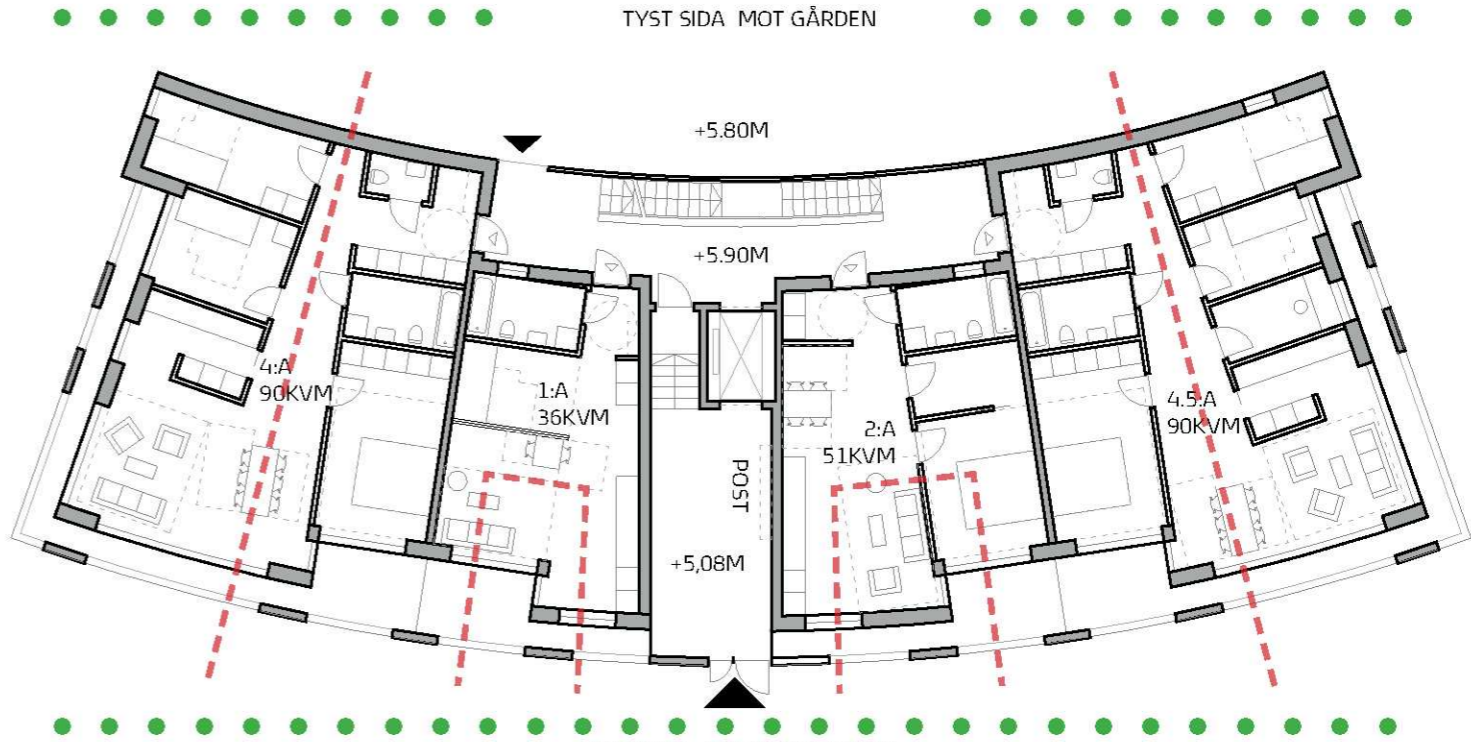 TYST SIDA MOT GÅRDEN
+5.80M
+5.90M
4:A
90KVM
1:A
36KVM
2:A
51KVM
4.5:A
90KVM
POST
+5,08M